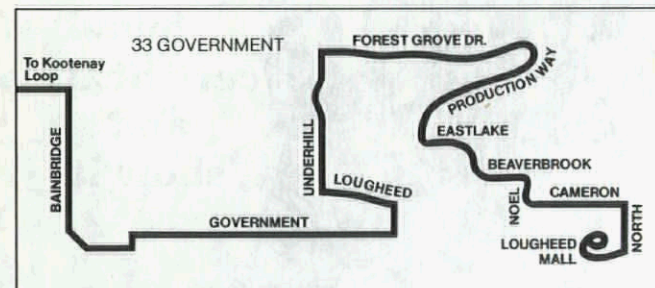 33 GOVERNMENT
To Kootenay
Loop
BAINBRIDGE
GOVERNMENT
LOUGHEED
UNDERHILL
FOREST GROVE DR.
PRODUCTION WAY
EASTLAKE
BEAVERBROOK
NOEL
CAMERON
NORTH
LOUGHEED
MALL